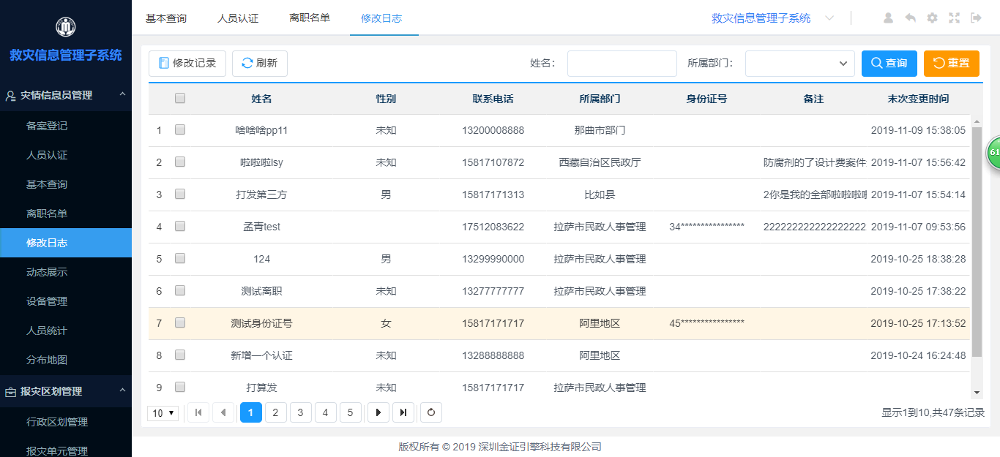 救灾信息管理子系统
灾情信息员管理
备案登记
人员认证
基本查询
离职名单
修改日志
动态展示
设备管理
人员统计
分布地图
报灾区划管理
行政区划管理
报灾单元管理
基本查询 人员认证 离职名单 修改日志 救灾信息管理子系统
修改记录 刷新 姓名： 所属部门： 查询 重置
姓名 性别 联系电话 所属部门 身份证号 备注 末次变更时间
1 啥啥啥pp11 未知 13200008888 那曲市部门 2019-11-09 15:38:05
2 啦啦啦lsy 未知 15817107872 西藏自治区民政厅 防腐剂的了设计费案件 2019-11-07 15:56:42
3 打发第三方 男 15817171313 比如县 2你是我的全部啦啦啦 2019-11-07 15:54:14
4 孟青test 17512083622 拉萨市民政人事管理 34**************** 22222222222222222222 2019-11-07 09:53:56
5 124 男 13299990000 拉萨市民政人事管理 2019-10-25 18:38:28
6 测试离职 未知 13277777777 拉萨市民政人事管理 2019-10-25 17:38:22
7 测试身份证号 女 15817171717 阿里地区 45**************** 2019-10-25 17:13:52
8 新增一个认证 未知 13288888888 阿里地区 2019-10-24 16:24:48
9 打算发 未知 15817171717 拉萨市民政人事管理
10 1 2 3 4 5 显示1到10,共47条记录
版权所有 © 2019 深圳金证引擎科技有限公司
61